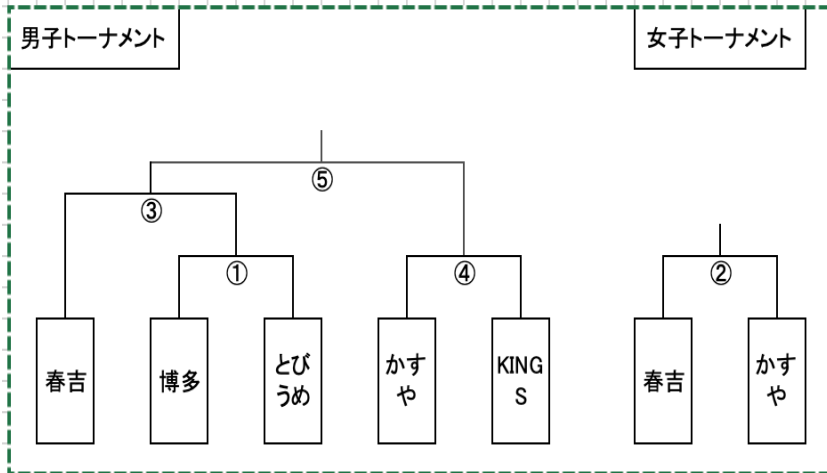 男子トーナメント
女子トーナメント
⑤
③
①
④
②
春吉
博多
とび
うめ
かす
や
KING
S
春吉
かす
や